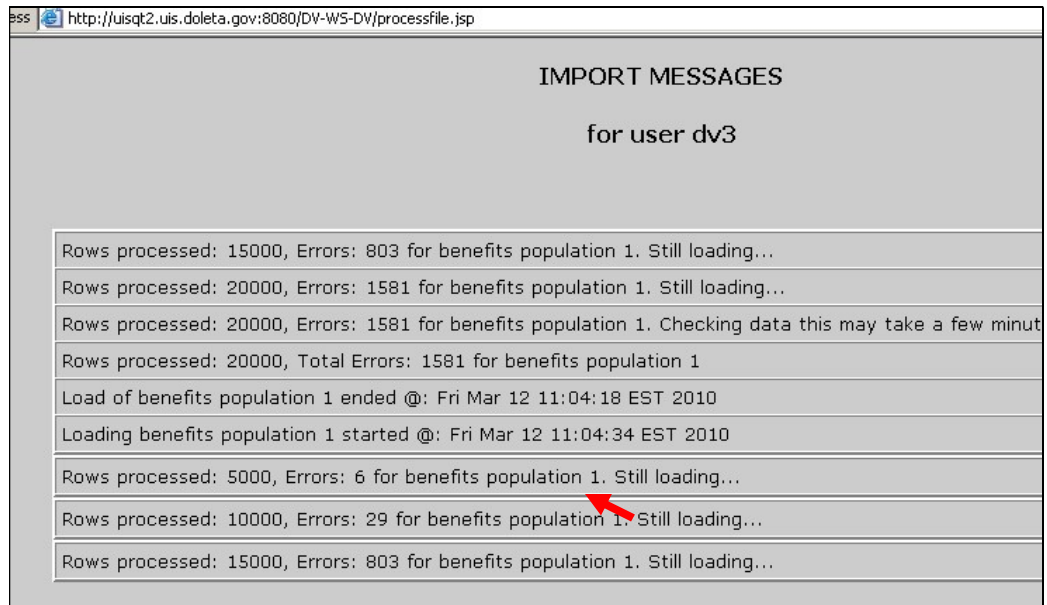 ess http://uisqt2.uis.doleta.gov:8080/DV-WS-DV/processfile.jsp
IMPORT MESSAGES
for user dv3
Rows processed: 15000, Errors: 803 for benefits population 1. Still loading...
Rows processed: 20000, Errors: 1581 for benefits population 1. Still loading...
Rows processed: 20000, Errors: 1581 for benefits population 1. Checking data this may take a few minut
Rows processed: 20000, Total Errors: 1581 for benefits population 1
Load of benefits population 1 ended @: Fri Mar 12 11:04:18 EST 2010
Loading benefits population 1 started @: Fri Mar 12 11:04:34 EST 2010
Rows processed: 5000, Errors: 6 for benefits population 1. Still loading...
Rows processed: 10000, Errors: 29 for benefits population 1. Still loading...
Rows processed: 15000, Errors: 803 for benefits population 1. Still loading...